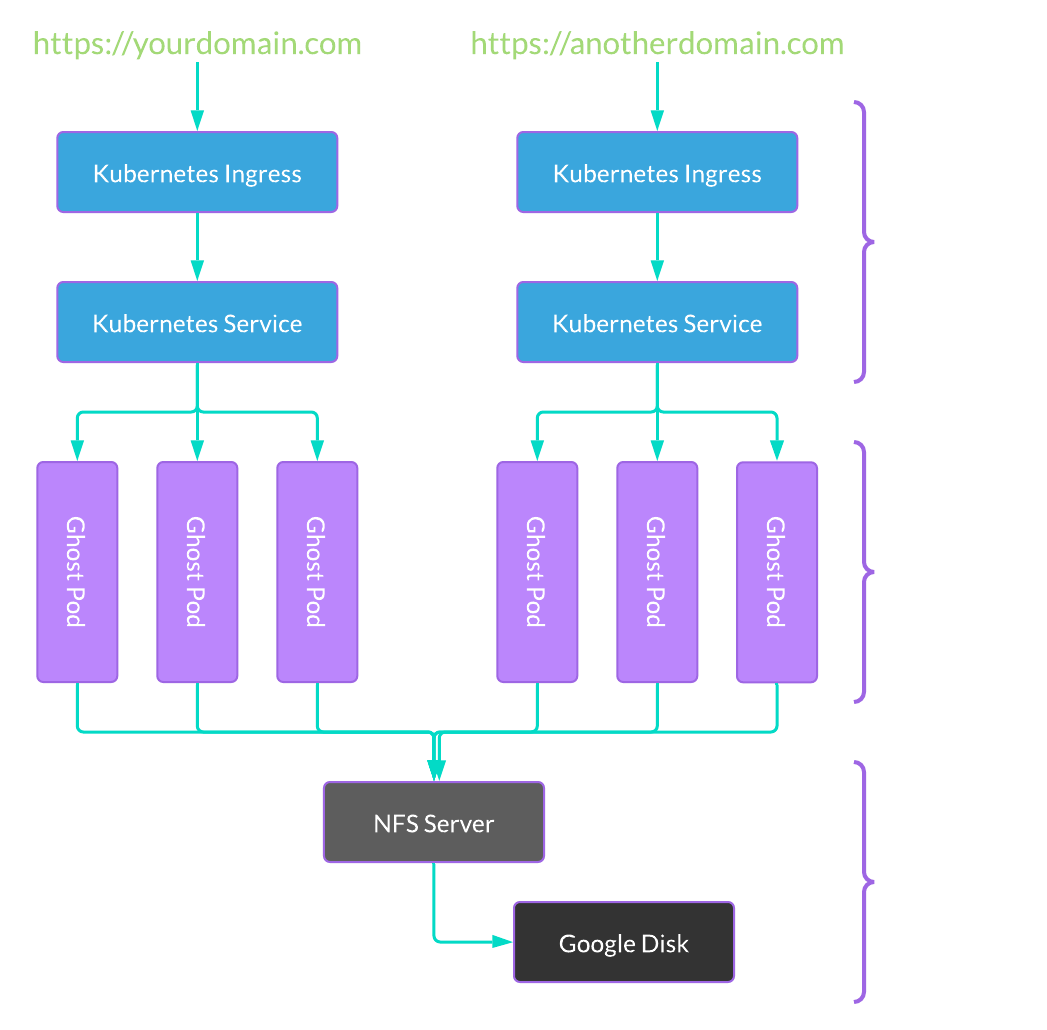 https://yourdomain.com
https://anotherdomain.com
Kubernetes Ingress
Kubernetes Ingress
Kubernetes Service
Kubernetes Service
Ghost Pod
Ghost Pod
Ghost Pod
Ghost Pod
Ghost Pod
Ghost Pod
NFS Server
Google Disk